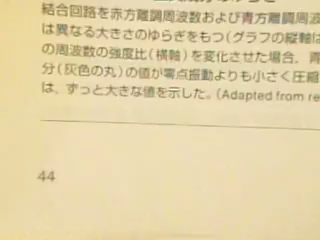 結合回路を赤方離調周波数および青方離調周波
は異なる大きさのゆらぎをもつ(グラフの縦軸は
の周波数の強度比(横軸)を変化させた場合,青
分(灰色の丸)の値が零点振動よりも小さく圧縮
は,ずっと大きな値を示した。(Adapted from re
44